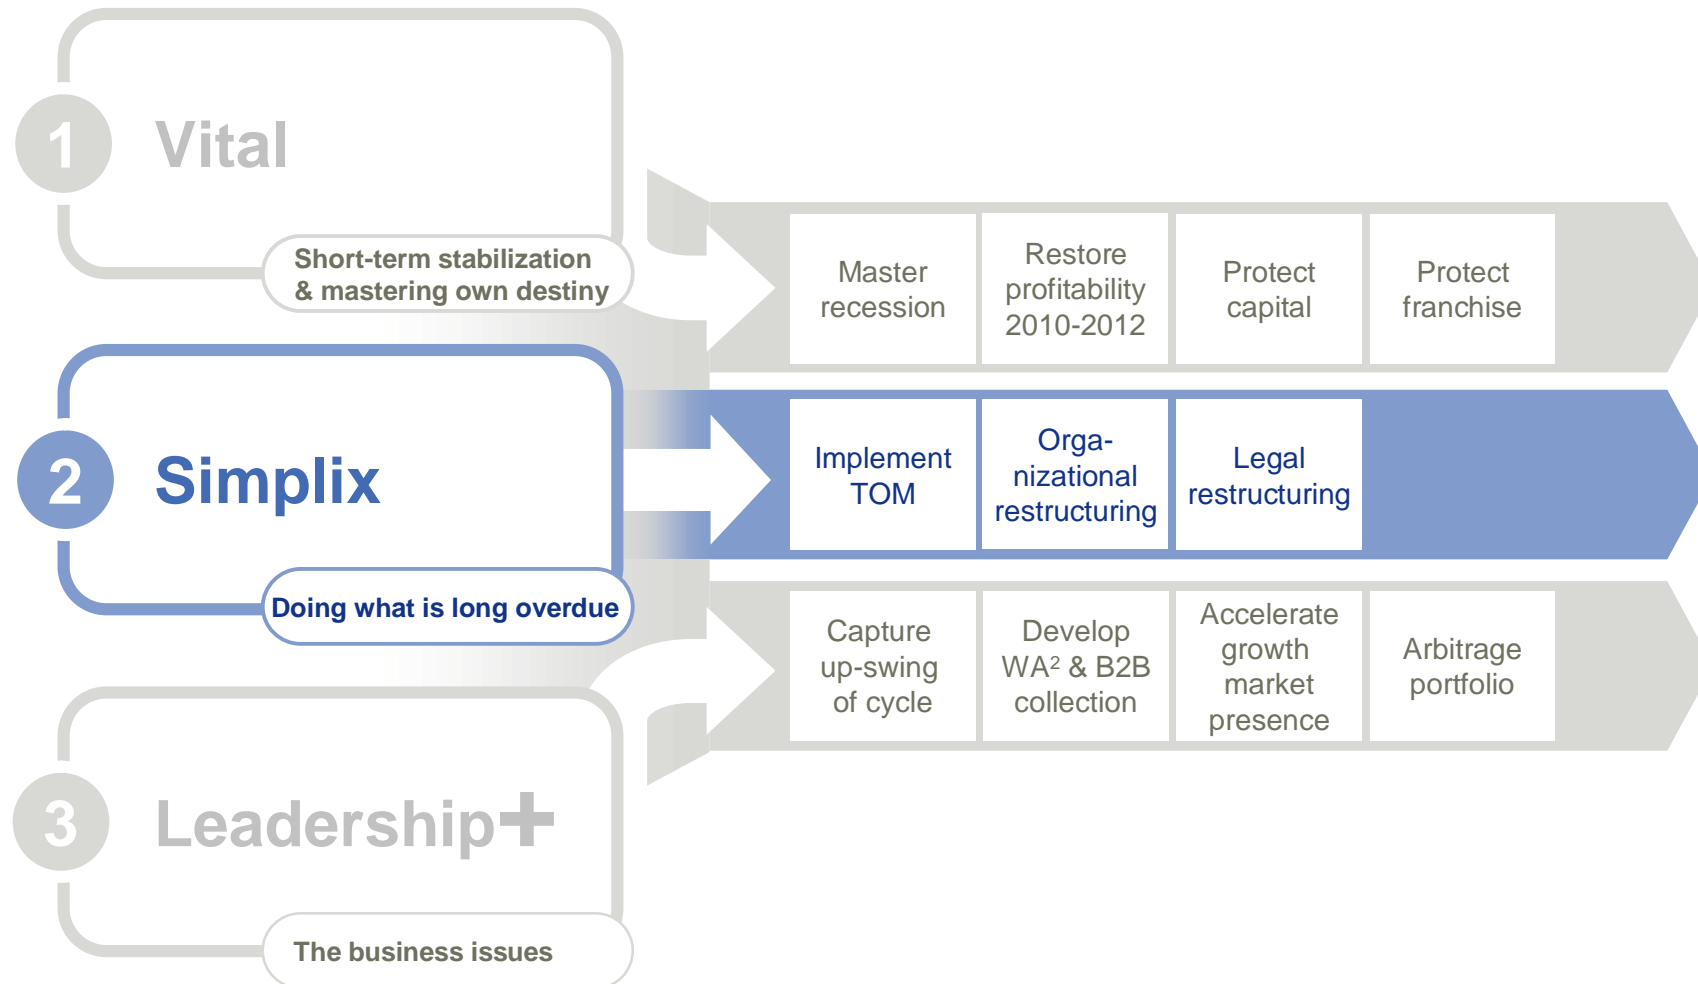 1
Vital
Short-term stabilization
& mastering own destiny
Master
recession
Restore
profitability
2010-2012
Protect
capital
Protect
franchise
2
Simplix
Doing what is long overdue
Implement
TOM
Orga-
nizational
restructuring
Legal
restructuring
3
Leadership+
The business issues
Capture
up-swing
of cycle
Develop
WA² & B2B
collection
Accelerate
growth
market
presence
Arbitrage
portfolio